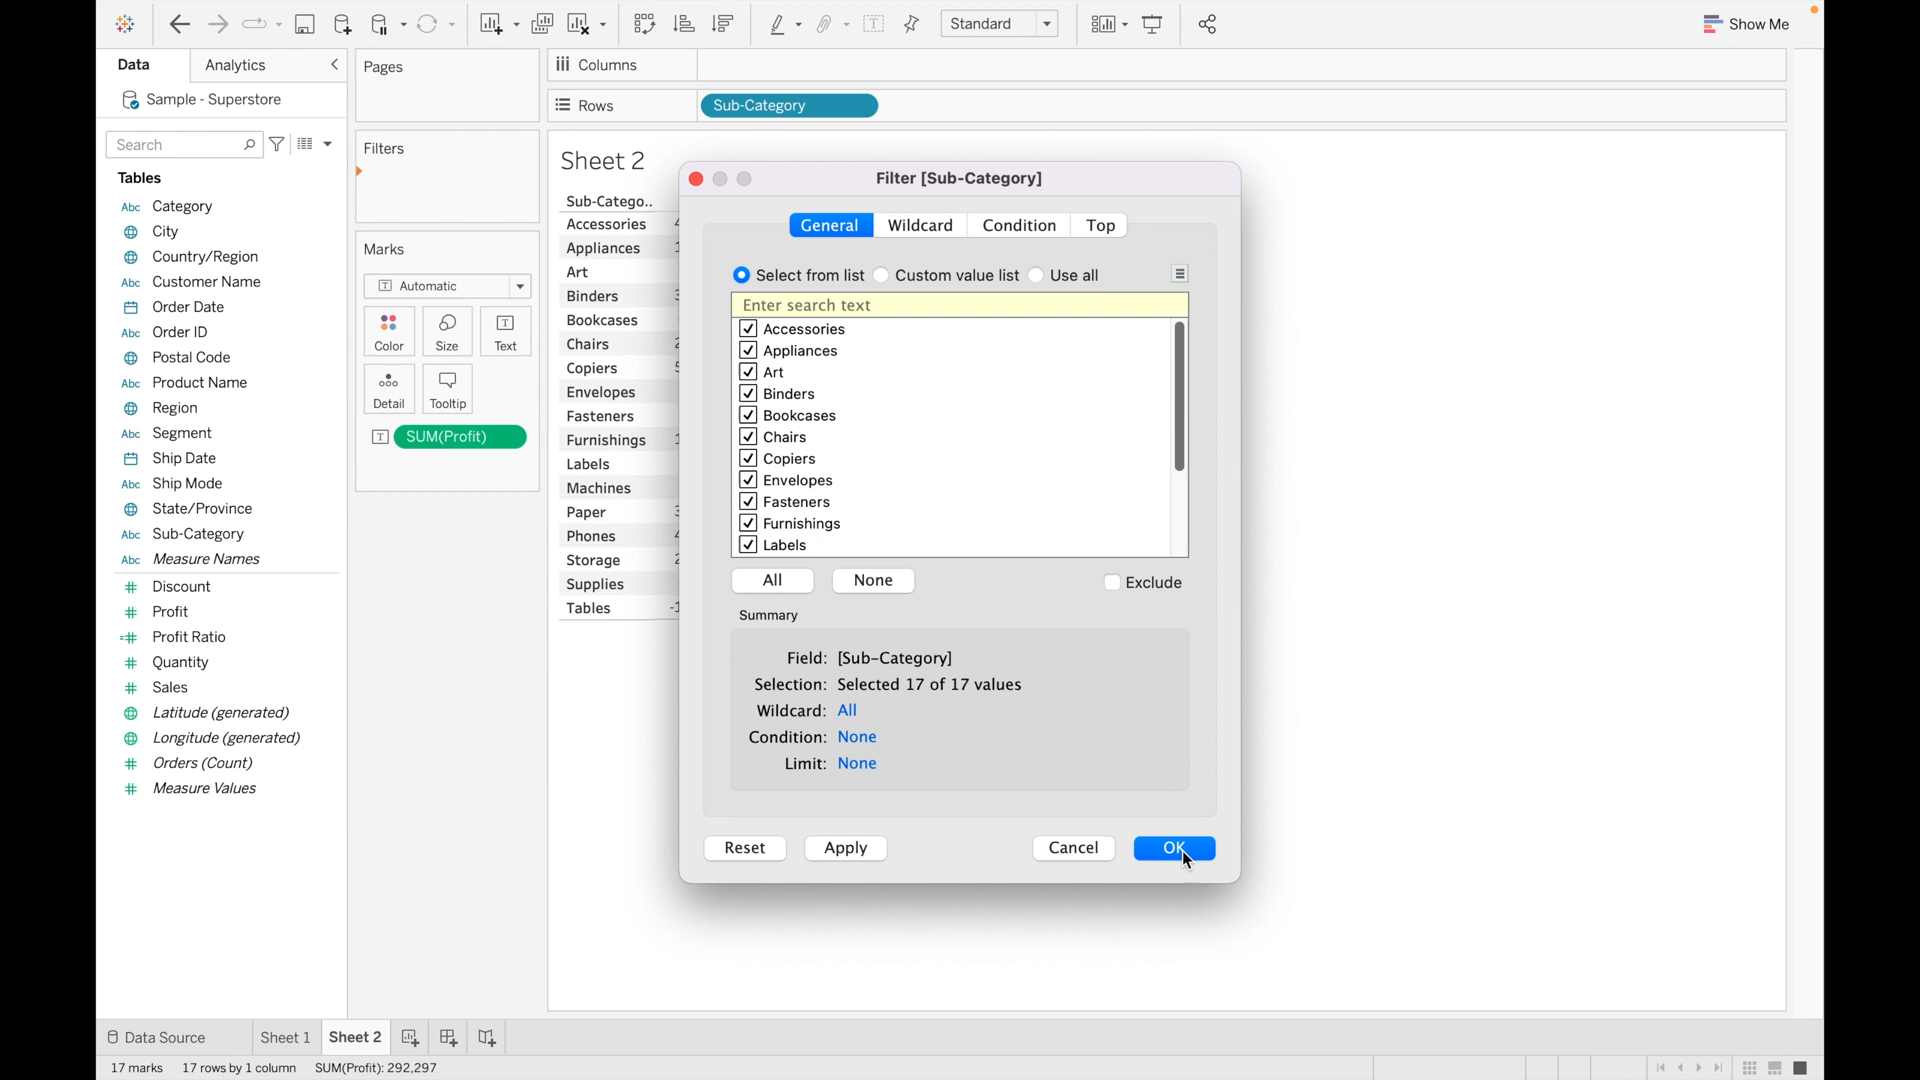 Standard
Show Me
Data
Analytics
Sample - Superstore
Search
Tables
Abc Category
City
Country/Region
Abc Customer Name
Order Date
Abc Order ID
Postal Code
Abc Product Name
Region
Abc Segment
Ship Date
Abc Ship Mode
State/Province
Abc Sub-Category
Abc Measure Names
Discount
Profit
Profit Ratio
Quantity
Sales
Latitude (generated)
Longitude (generated)
Orders (Count)
Measure Values
Pages
Filters
Marks
Automatic
Color
Size
Text
Detail
Tooltip
SUM(Profit)
Columns
Rows
Sub-Category
Sheet 2
Sub-Catego..
Accessories
Appliances
Art
Binders
Bookcases
Chairs
Copiers
Envelopes
Fasteners
Furnishings
Labels
Machines
Paper
Phones
Storage
Supplies
Tables
Filter [Sub-Category]
General
Wildcard
Condition
Top
Select from list
Custom value list
Use all
Enter search text
Accessories
Appliances
Art
Binders
Bookcases
Chairs
Copiers
Envelopes
Fasteners
Furnishings
Labels
All
None
Exclude
Summary
Field: [Sub-Category]
Selection: Selected 17 of 17 values
Wildcard: All
Condition: None
Limit: None
Reset
Apply
Cancel
OK
Data Source
Sheet 1
Sheet 2
17 marks
17 rows by 1 column
SUM(Profit): 292,297